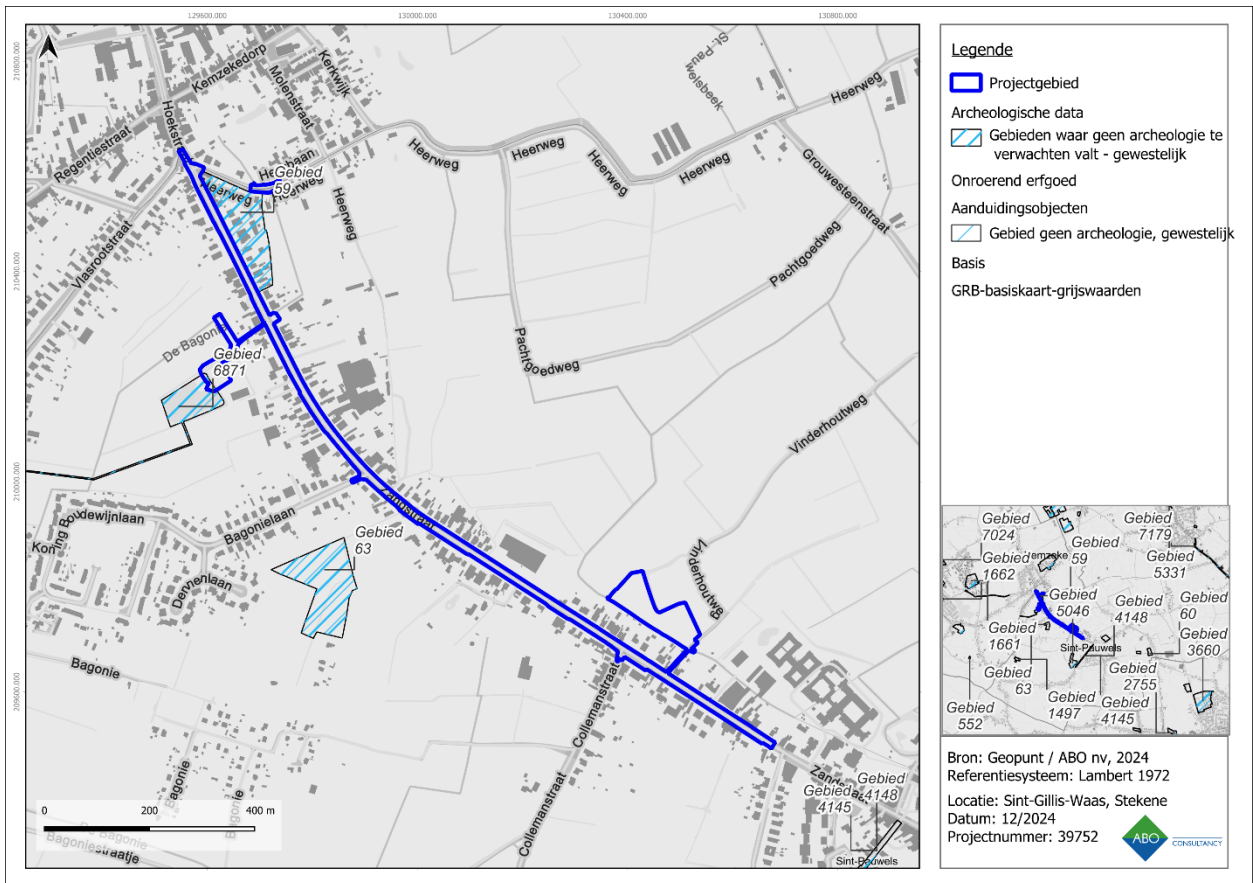 129600.000
130000.000
130400.000
130800.000
210800.000
210400.000
210000.000
209600.000
Kemzekedorp
Kerkwijk
Molenstraat
Regentiestraat
Heerweg
Gebied
59
Heerweg
Heerweg
Heerweg
Heerweg
Heerweg
Heerweg
Heerweg
Heerweg
Grouwesteenstraat
Vlasrootstraat
Pachtgoedweg
Pachtgoedweg
De Bagonie
Gebied
6871
Vinderhoutweg
Zandstraat
Bagonielaan
Gebied
63
Dervenlaan
Bagonie
Bagonie
Bagonie
Collemanstraat
Collemanstraat
Gebied
4148
Gebied
4145
Sint-Pauwels
De Bagonie
Bagoniestraatje
0 200 400 m
Legende
Projectgebied
Archeologische data
Gebieden waar geen archeologie te
verwachten valt - gewestelijk
Onroerend erfgoed
Aanduidingsobjecten
Gebied geen archeologie, gewestelijk
Basis
GRB-basiskaart-grijswaarden
Gebied
7024
Gebied
7179
Gebied
59
Gebied
1662
Gebied
5331
Gebied
5046
Gebied
4148
Gebied
60
Gebied
1661
Sint-Pauwels
Gebied
3660
Gebied
63
Gebied
2755
Gebied
552
Gebied
1497
Gebied
4145
Bron: Geopunt / ABO nv, 2024
Referentiesysteem: Lambert 1972
Locatie: Sint-Gillis-Waas, Stekene
Datum: 12/2024
Projectnummer: 39752
ABO CONSULTANCY